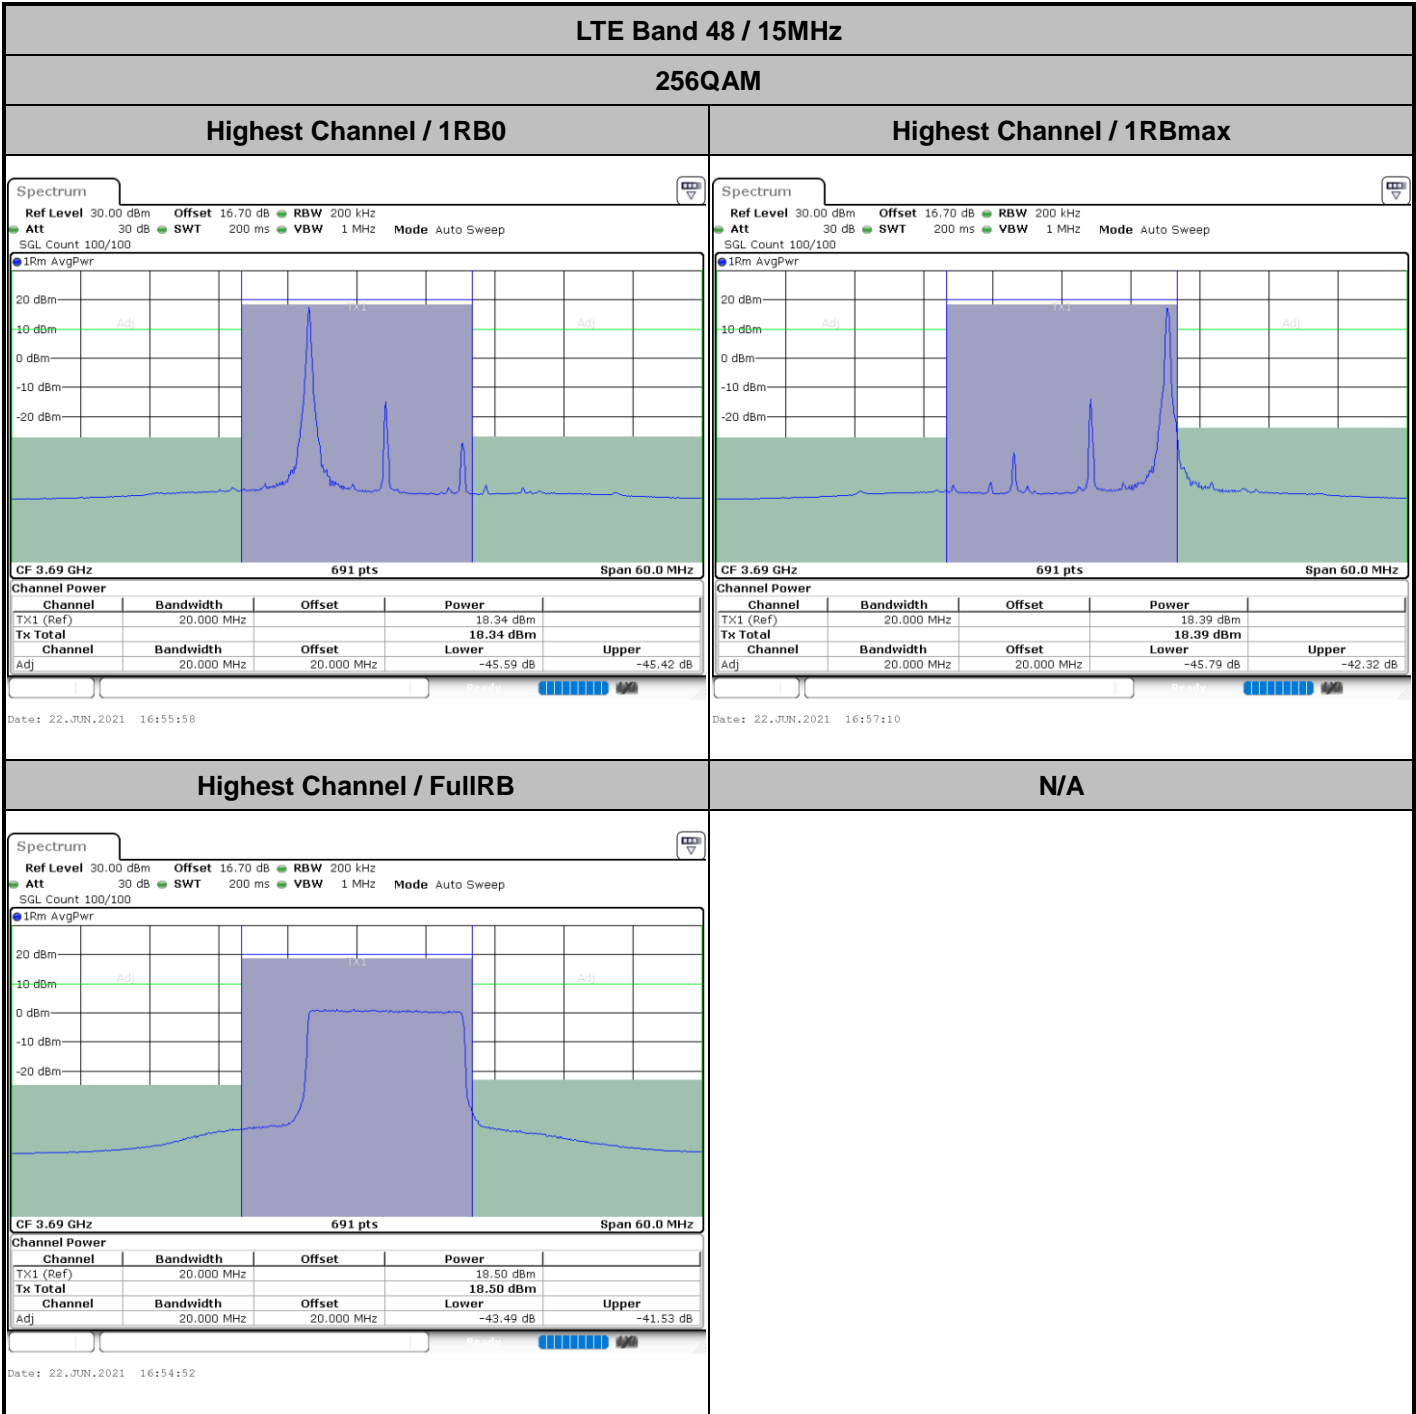 LTE Band 48 / 15MHz
256QAM
Highest Channel / 1RB0
Highest Channel / 1RBmax
Spectrum
Ref Level 30.00 dBm Offset 16.70 dB RBW 200 kHz
Att 30 dB SWT 200 ms VBW 1 MHz Mode Auto Sweep
SGL Count 100/100
1Rm AvgPwr
TX1
20 dBm
Adj
Adj
10 dBm
0 dBm
-10 dBm
-20 dBm
CF 3.69 GHz 691 pts Span 60.0 MHz
Channel Power
Channel Bandwidth Offset Power
TX1 (Ref) 20.000 MHz 18.34 dBm
Tx Total 18.34 dBm
Channel Bandwidth Offset Lower Upper
Adj 20.000 MHz 20.000 MHz -45.59 dB -45.42 dB
Ready
Date: 22.JUN.2021 16:55:58
Spectrum
Ref Level 30.00 dBm Offset 16.70 dB RBW 200 kHz
Att 30 dB SWT 200 ms VBW 1 MHz Mode Auto Sweep
SGL Count 100/100
1Rm AvgPwr
TX1
20 dBm
Adj
Adj
10 dBm
0 dBm
-10 dBm
-20 dBm
CF 3.69 GHz 691 pts Span 60.0 MHz
Channel Power
Channel Bandwidth Offset Power
TX1 (Ref) 20.000 MHz 18.39 dBm
Tx Total 18.39 dBm
Channel Bandwidth Offset Lower Upper
Adj 20.000 MHz 20.000 MHz -45.79 dB -42.32 dB
Ready
Date: 22.JUN.2021 16:57:10
Highest Channel / FullRB
N/A
Spectrum
Ref Level 30.00 dBm Offset 16.70 dB RBW 200 kHz
Att 30 dB SWT 200 ms VBW 1 MHz Mode Auto Sweep
SGL Count 100/100
1Rm AvgPwr
TX1
20 dBm
Adj
Adj
10 dBm
0 dBm
-10 dBm
-20 dBm
CF 3.69 GHz 691 pts Span 60.0 MHz
Channel Power
Channel Bandwidth Offset Power
TX1 (Ref) 20.000 MHz 18.50 dBm
Tx Total 18.50 dBm
Channel Bandwidth Offset Lower Upper
Adj 20.000 MHz 20.000 MHz -43.49 dB -41.53 dB
Ready
Date: 22.JUN.2021 16:54:52